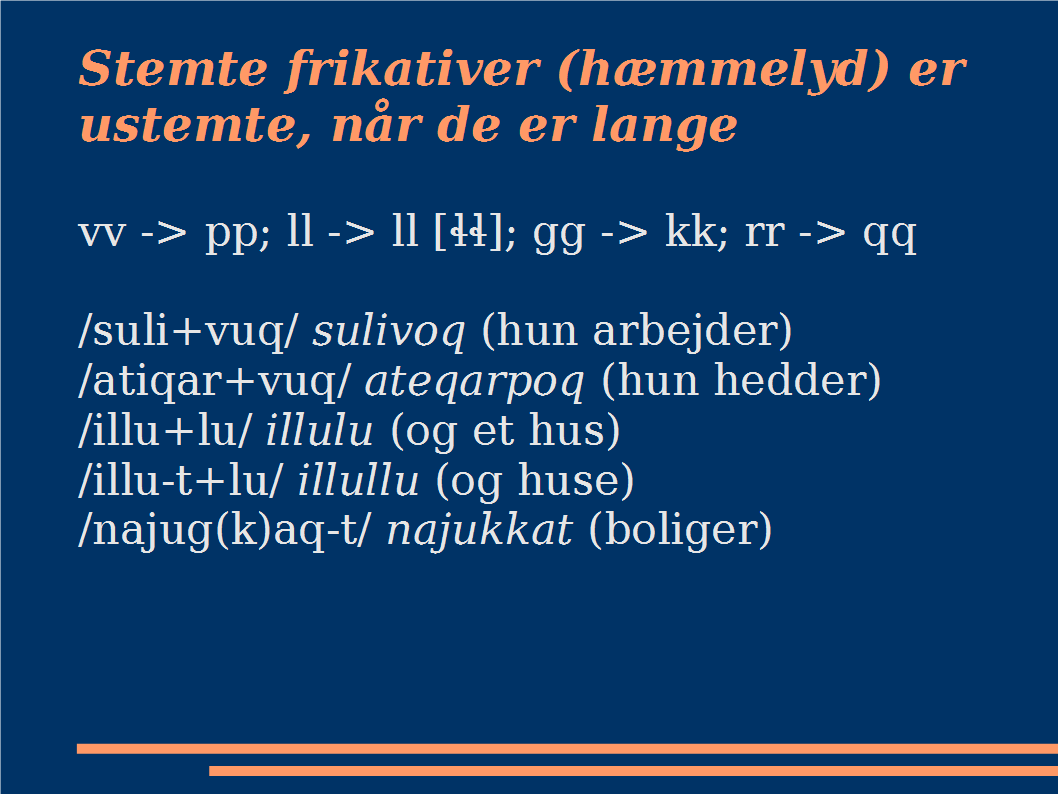 Stemte frikativer (hæmmelyd) er
ustemte, når de er lange
vv -> pp; ll -> ll [ɬɬ]; gg -> kk; rr -> qq
/suli+vuq/ sulivoq (hun arbejder)
/atiqar+vuq/ ateqarpoq (hun hedder)
/illu+lu/ illulu (og et hus)
/illu-t+lu/ illullu (og huse)
/najug(k)aq-t/ najukkat (boliger)